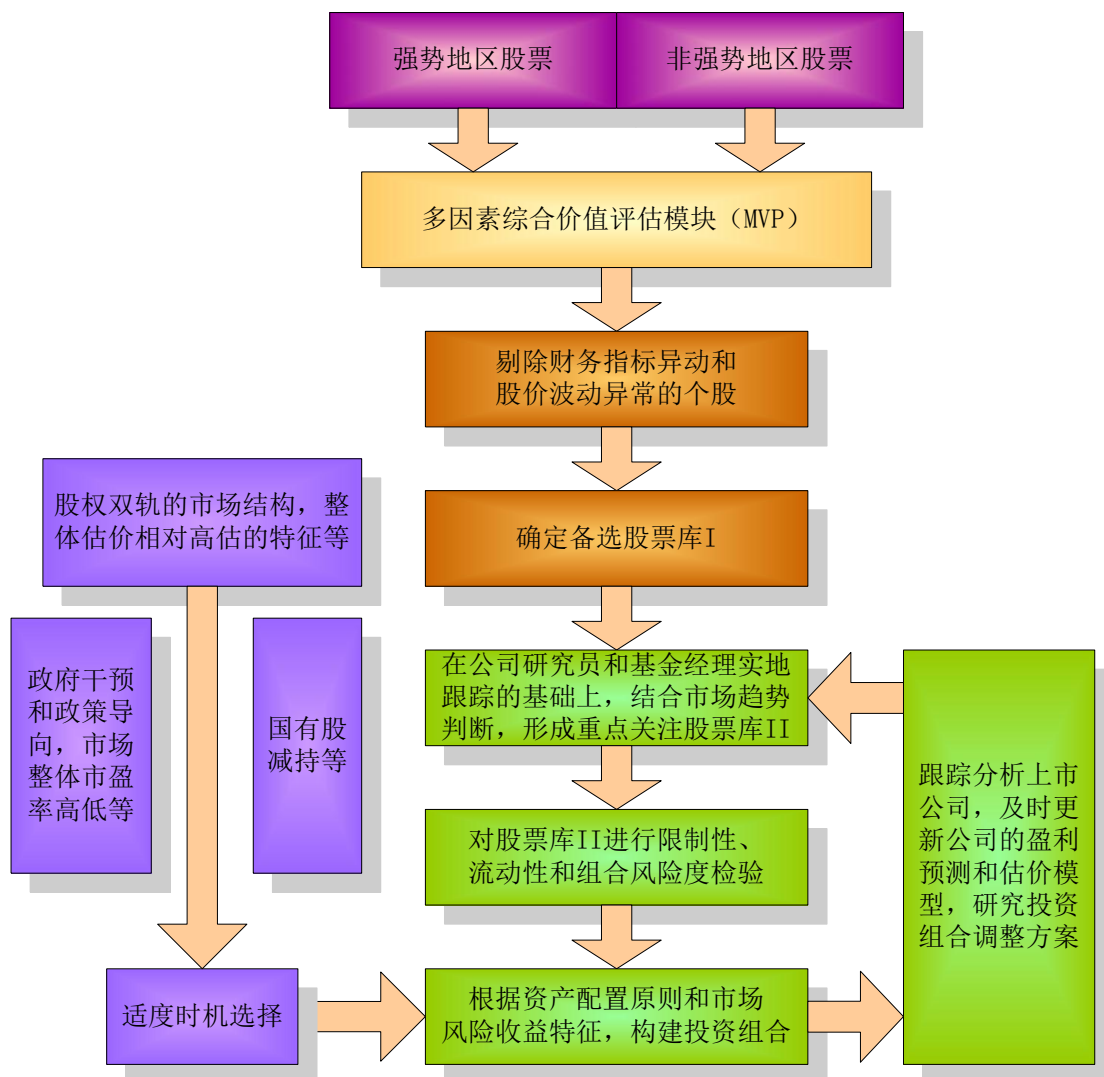 强势地区股票
非强势地区股票
多因素综合价值评估模块（MVP）
剔除财务指标异动和
股价波动异常的个股
确定备选股票库I
股权双轨的市场结构，整
体估价相对高估的特征等
政府干预
和政策导
向，市场
整体市盈
率高低等
国有股
减持等
适度时机选择
在公司研究员和基金经理实地
跟踪的基础上，结合市场趋势
判断，形成重点关注股票库II
对股票库II进行限制性、
流动性和组合风险度检验
根据资产配置原则和市场
风险收益特征，构建投资组合
跟踪分析上市
公司，及时更
新公司的盈利
预测和估价模
型，研究投资
组合调整方案